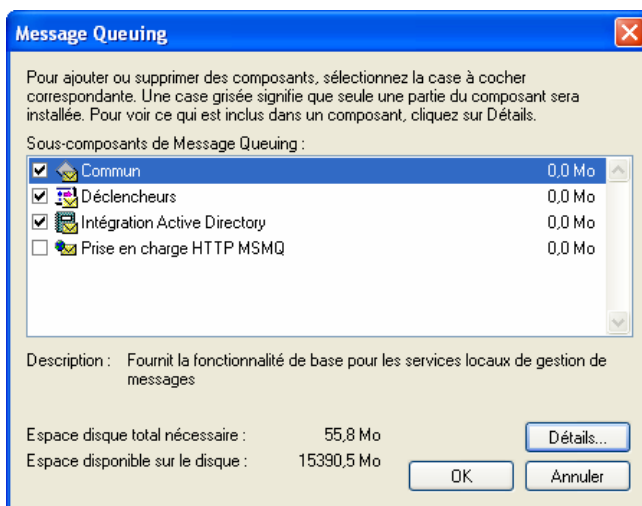 Message Queuing
Pour ajouter ou supprimer des composants, sélectionnez la case à cocher
correspondante. Une case grisée signifie que seule une partie du composant sera
installée. Pour voir ce qui est inclus dans un composant, cliquez sur Détails.
Sous-composants de Message Queuing :
Commun 0,0 Mo
Déclencheurs 0,0 Mo
Intégration Active Directory 0,0 Mo
Prise en charge HTTP MSMQ 0,0 Mo
Description : Fournit la fonctionnalité de base pour les services locaux de gestion de
messages
Espace disque total nécessaire : 55,8 Mo
Détails...
Espace disponible sur le disque : 15390,5 Mo
OK Annuler